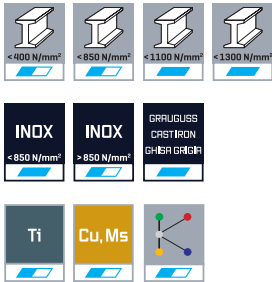 <400 N/mm²
<850 N/mm²
<1100 N/mm²
<1300 N/mm²
INOX
<850 N/mm²
INOX
>850 N/mm²
GRAUGUSS
CAST IRON
GHISA GRIGIA
Ti
Cu, Ms